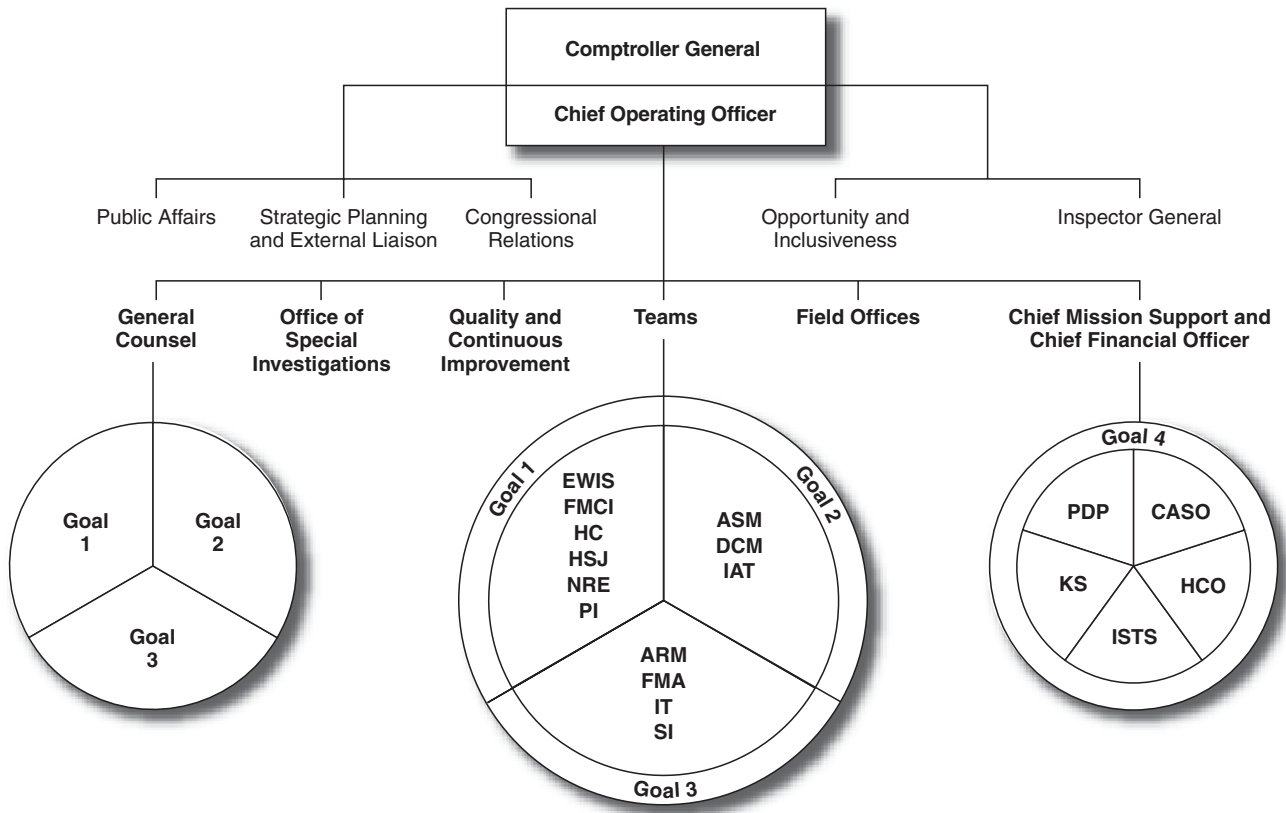 Comptroller General
Chief Operating Officer
Public Affairs
Strategic Planning
and External Liaison
Congressional
Relations
Opportunity and
Inclusiveness
Inspector General
General
Counsel
Office of
Special
Investigations
Quality and
Continuous
Improvement
Teams
Field Offices
Chief Mission Support and
Chief Financial Officer
Goal
1
Goal
2
Goal
3
Goal 1
EWIS
FMCI
HC
HSJ
NRE
PI
Goal 2
ASM
DCM
IAT
ARM
FMA
IT
SI
Goal 3
Goal 4
PDP
CASO
KS
HCO
ISTS